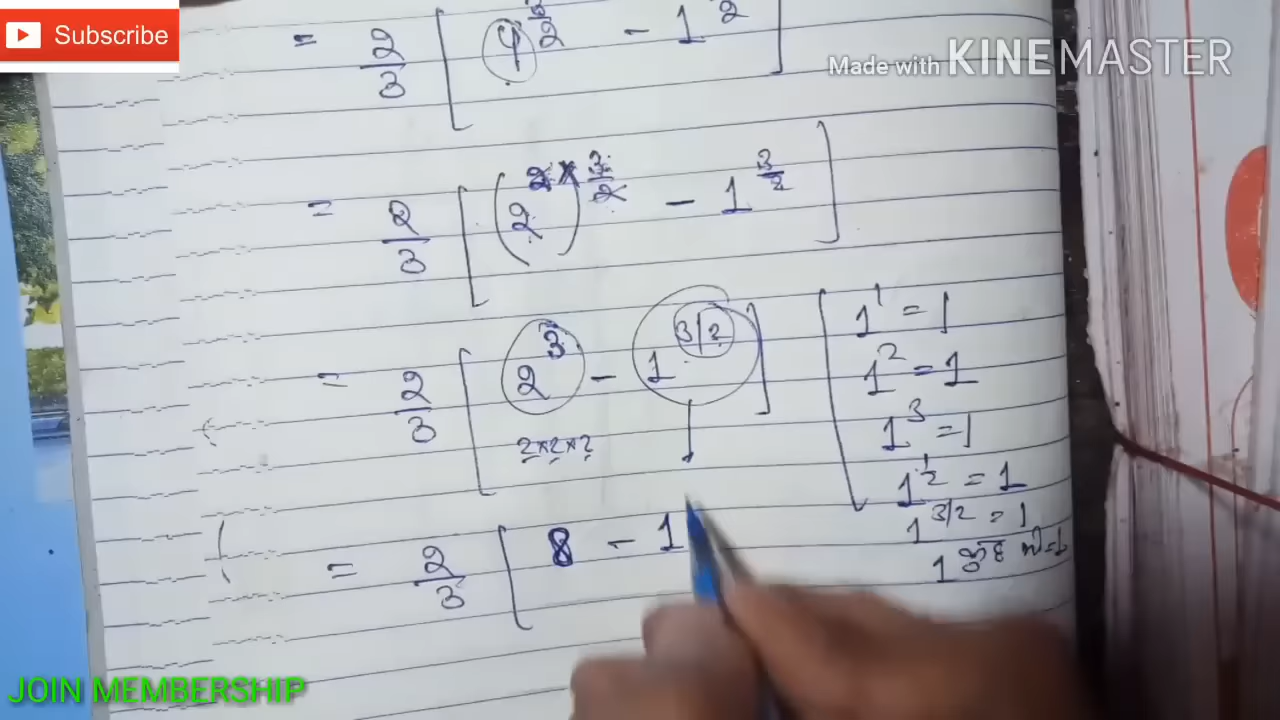 Subscribe
Made with KINEMASTER
= 2/3 [ 4^3/2 - 1^2 ]
= 2/3 [ (2)^2×3/2 - 1^3/2 ]
= 2/3 [ 2^3 - 1^3/2 ]
2×2×2
= 2/3 [ 8 - 1
1^1 = 1
1^2 = 1
1^3 = 1
1^1/2 = 1
1^3/2 = 1
JOIN MEMBERSHIP